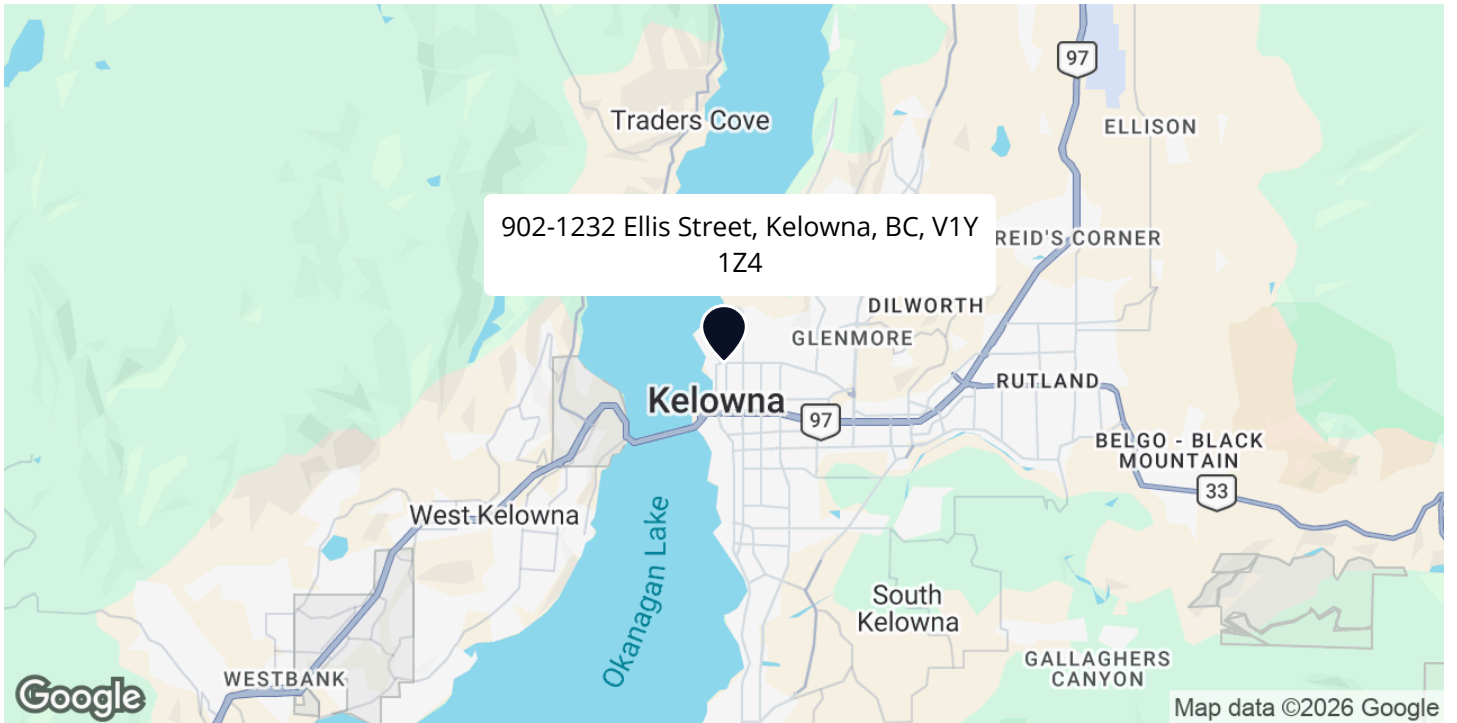 97
Traders Cove
ELLISON
902-1232 Ellis Street, Kelowna, BC, V1Y
1Z4
REID'S CORNER
DILWORTH
GLENMORE
RUTLAND
Kelowna
97
BELGO - BLACK
MOUNTAIN
33
West Kelowna
Okanagan Lake
South
Kelowna
GALLAGHERS
CANYON
WESTBANK
Google
Map data ©2026 Google